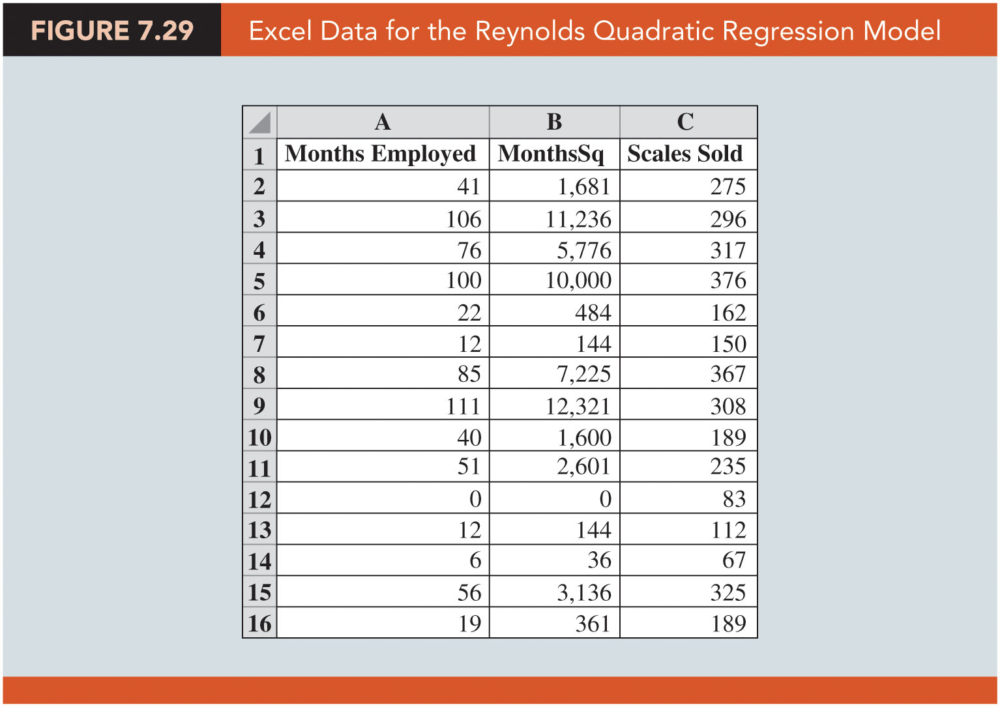 FIGURE 7.29 Excel Data for the Reynolds Quadratic Regression Model
A B C
1 Months Employed MonthsSq Scales Sold
2 41 1,681 275
3 106 11,236 296
4 76 5,776 317
5 100 10,000 376
6 22 484 162
7 12 144 150
8 85 7,225 367
9 111 12,321 308
10 40 1,600 189
11 51 2,601 235
12 0 0 83
13 12 144 112
14 6 36 67
15 56 3,136 325
16 19 361 189